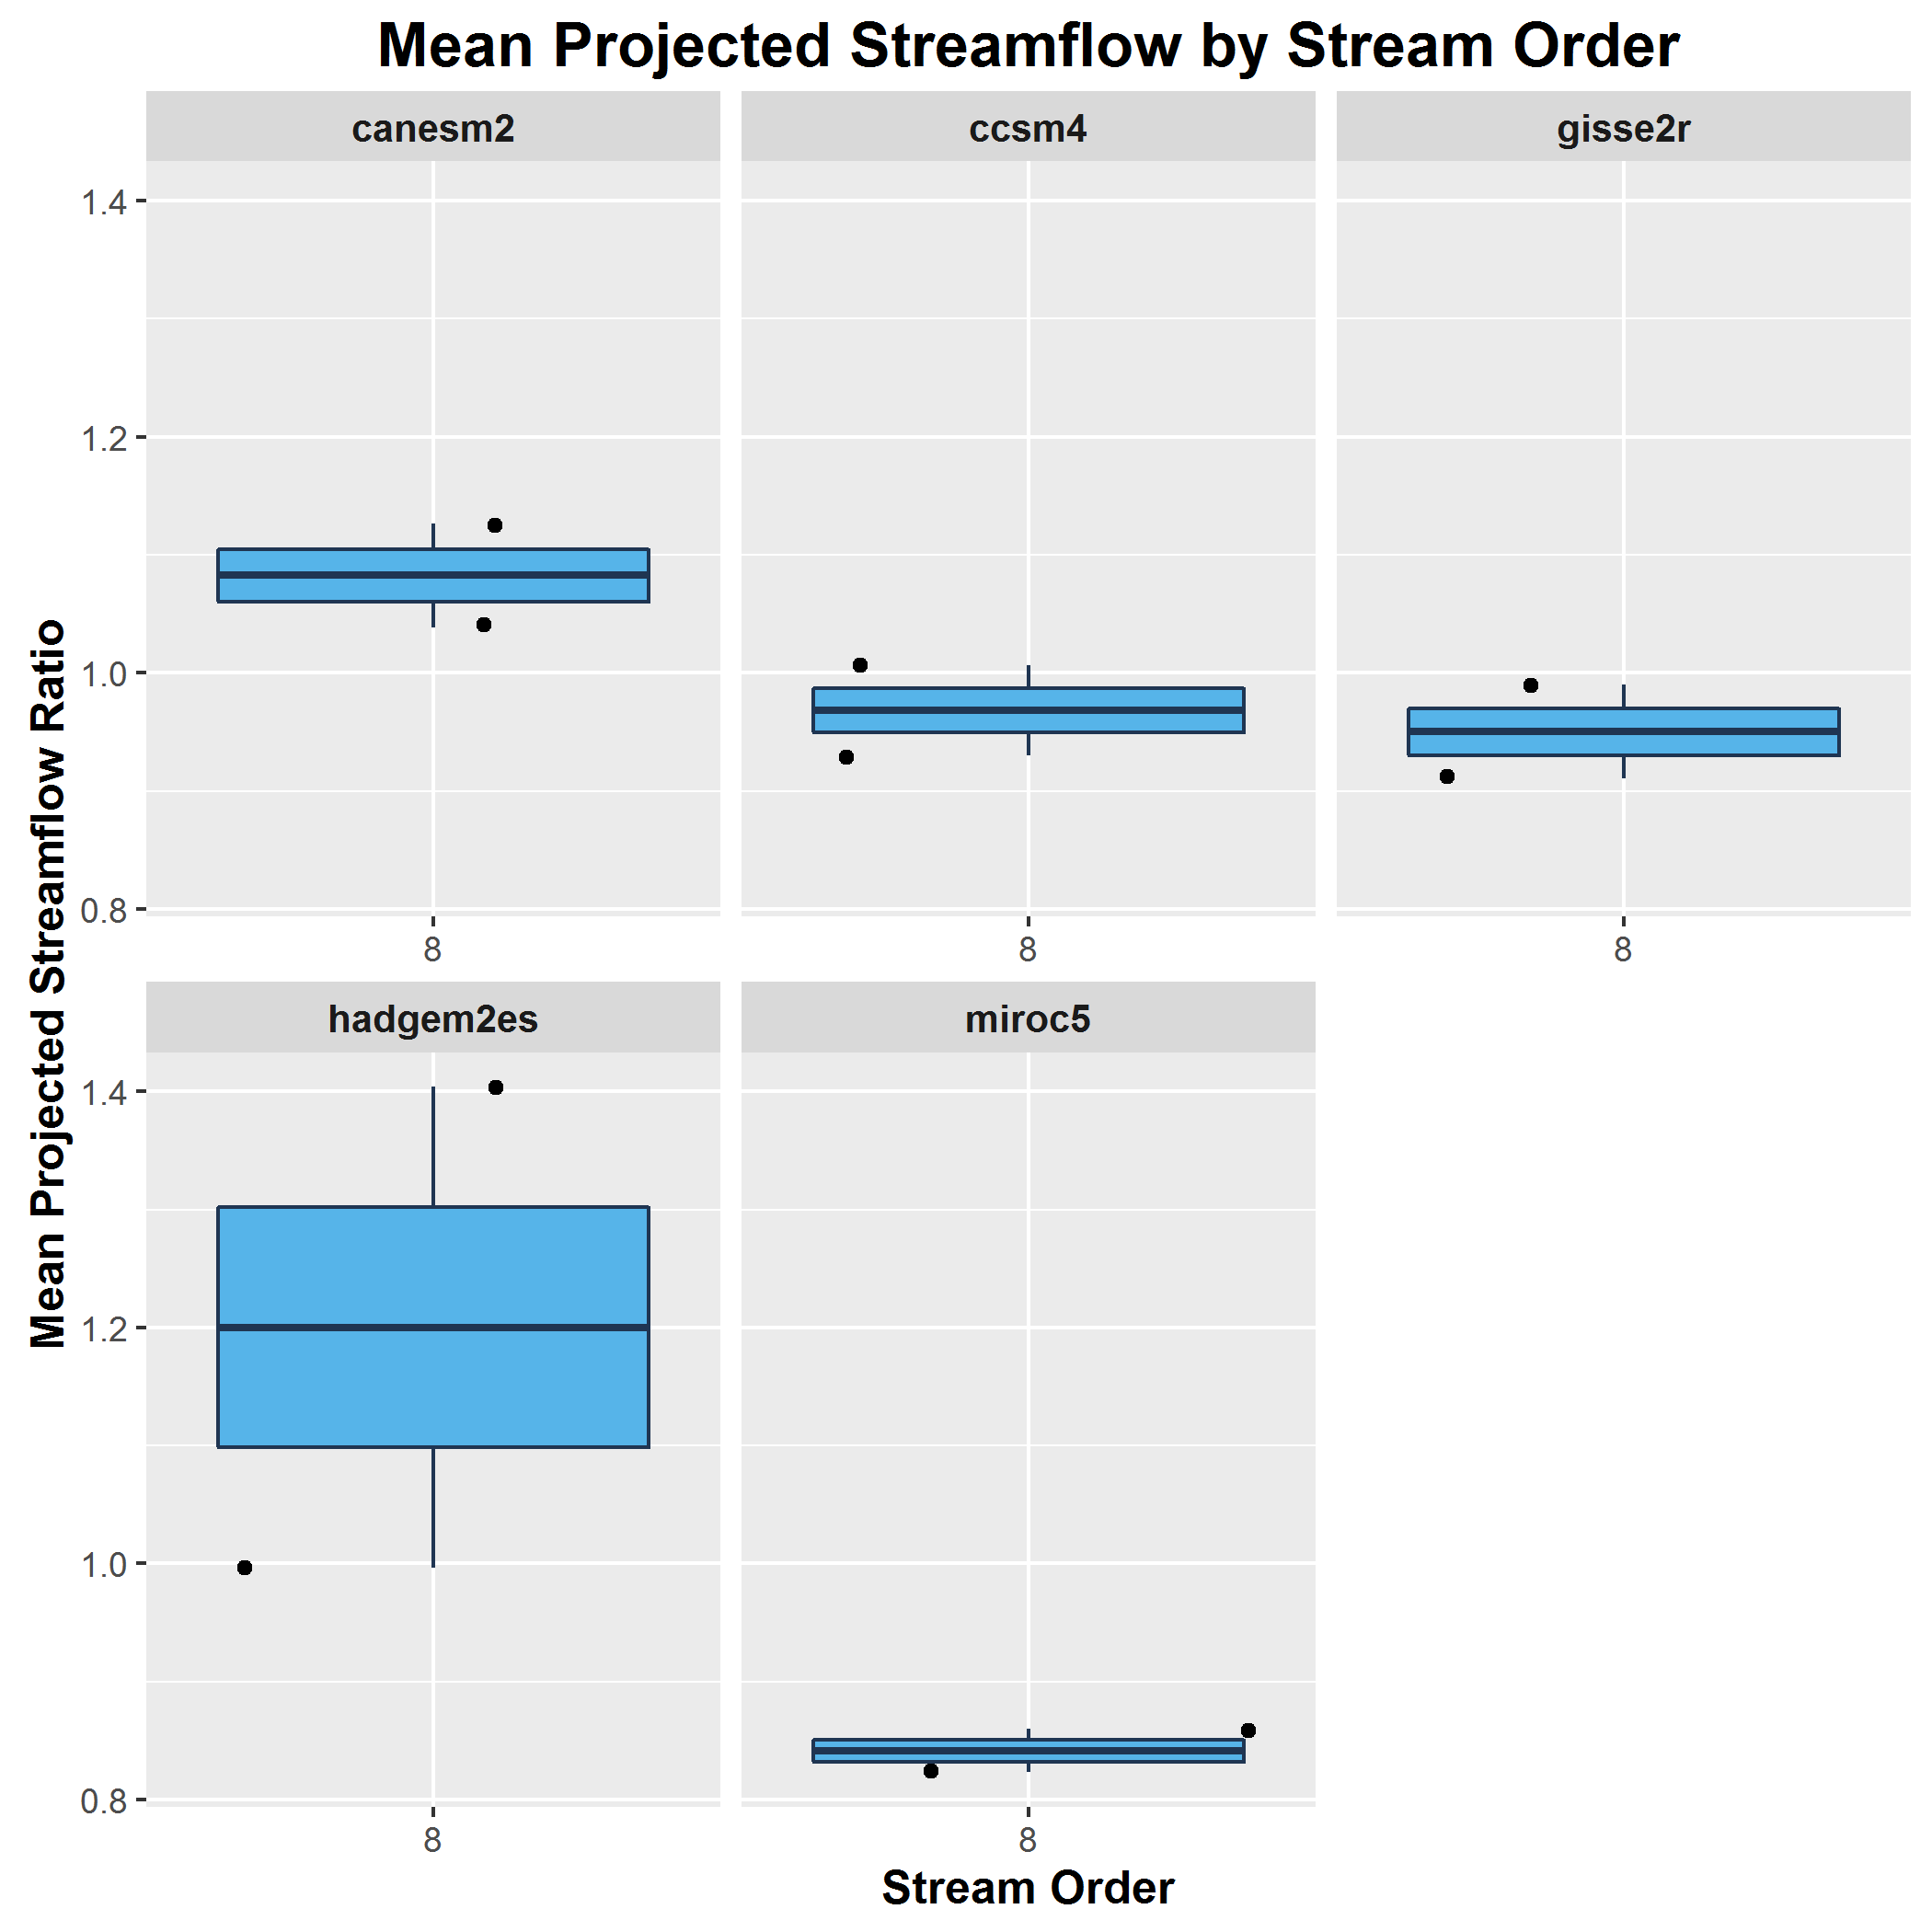 Mean Projected Streamflow by Stream Order
canesm2
ccsm4
gisse2r
1.4
1.2
1.0
0.8
8
8
8
Mean Projected Streamflow Ratio
hadgem2es
miroc5
1.4
1.2
1.0
0.8
8
8
Stream Order